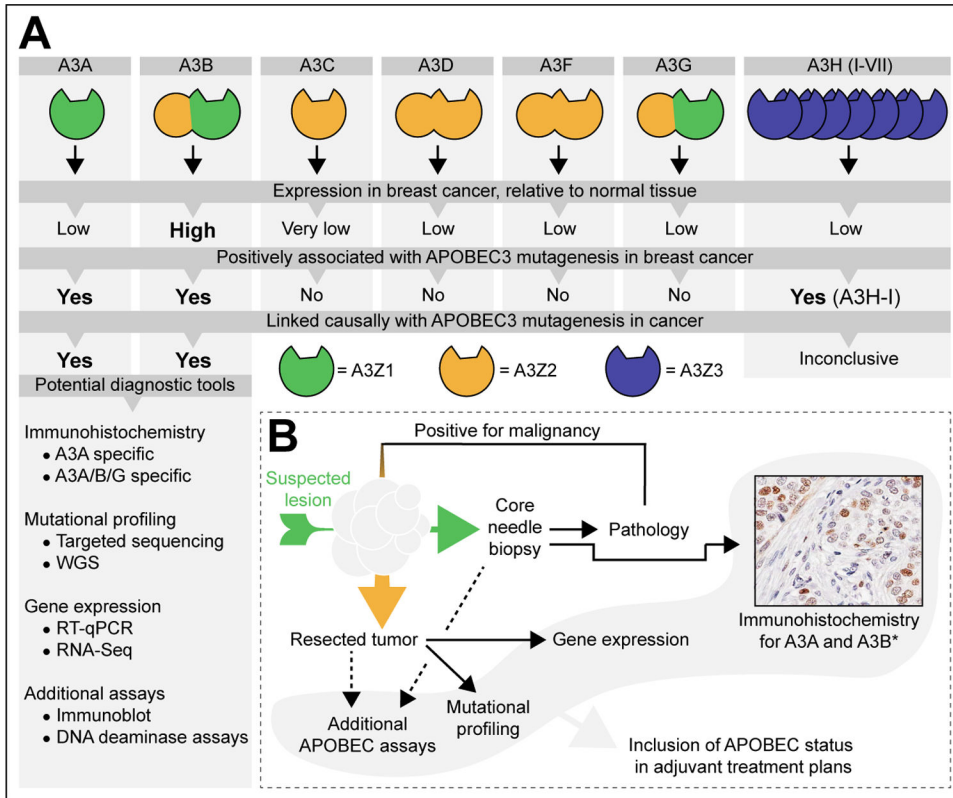 A
A3A
A3B
A3C
A3D
A3F
A3G
A3H (I-VII)
Expression in breast cancer, relative to normal tissue
Low
High
Very low
Low
Low
Low
Low
Positively associated with APOBEC3 mutagenesis in breast cancer
Yes
Yes
No
No
No
No
Yes (A3H-I)
Linked causally with APOBEC3 mutagenesis in cancer
Yes
Yes
Inconclusive
= A3Z1
= A3Z2
= A3Z3
Potential diagnostic tools
Immunohistochemistry
• A3A specific
• A3A/B/G specific
Mutational profiling
• Targeted sequencing
• WGS
Gene expression
• RT-qPCR
• RNA-Seq
Additional assays
• Immunoblot
• DNA deaminase assays
B
Positive for malignancy
Suspected
lesion
Core
needle
biopsy
Pathology
Immunohistochemistry
for A3A and A3B*
Resected tumor
Gene expression
Mutational
profiling
Additional
APOBEC assays
Inclusion of APOBEC status
in adjuvant treatment plans